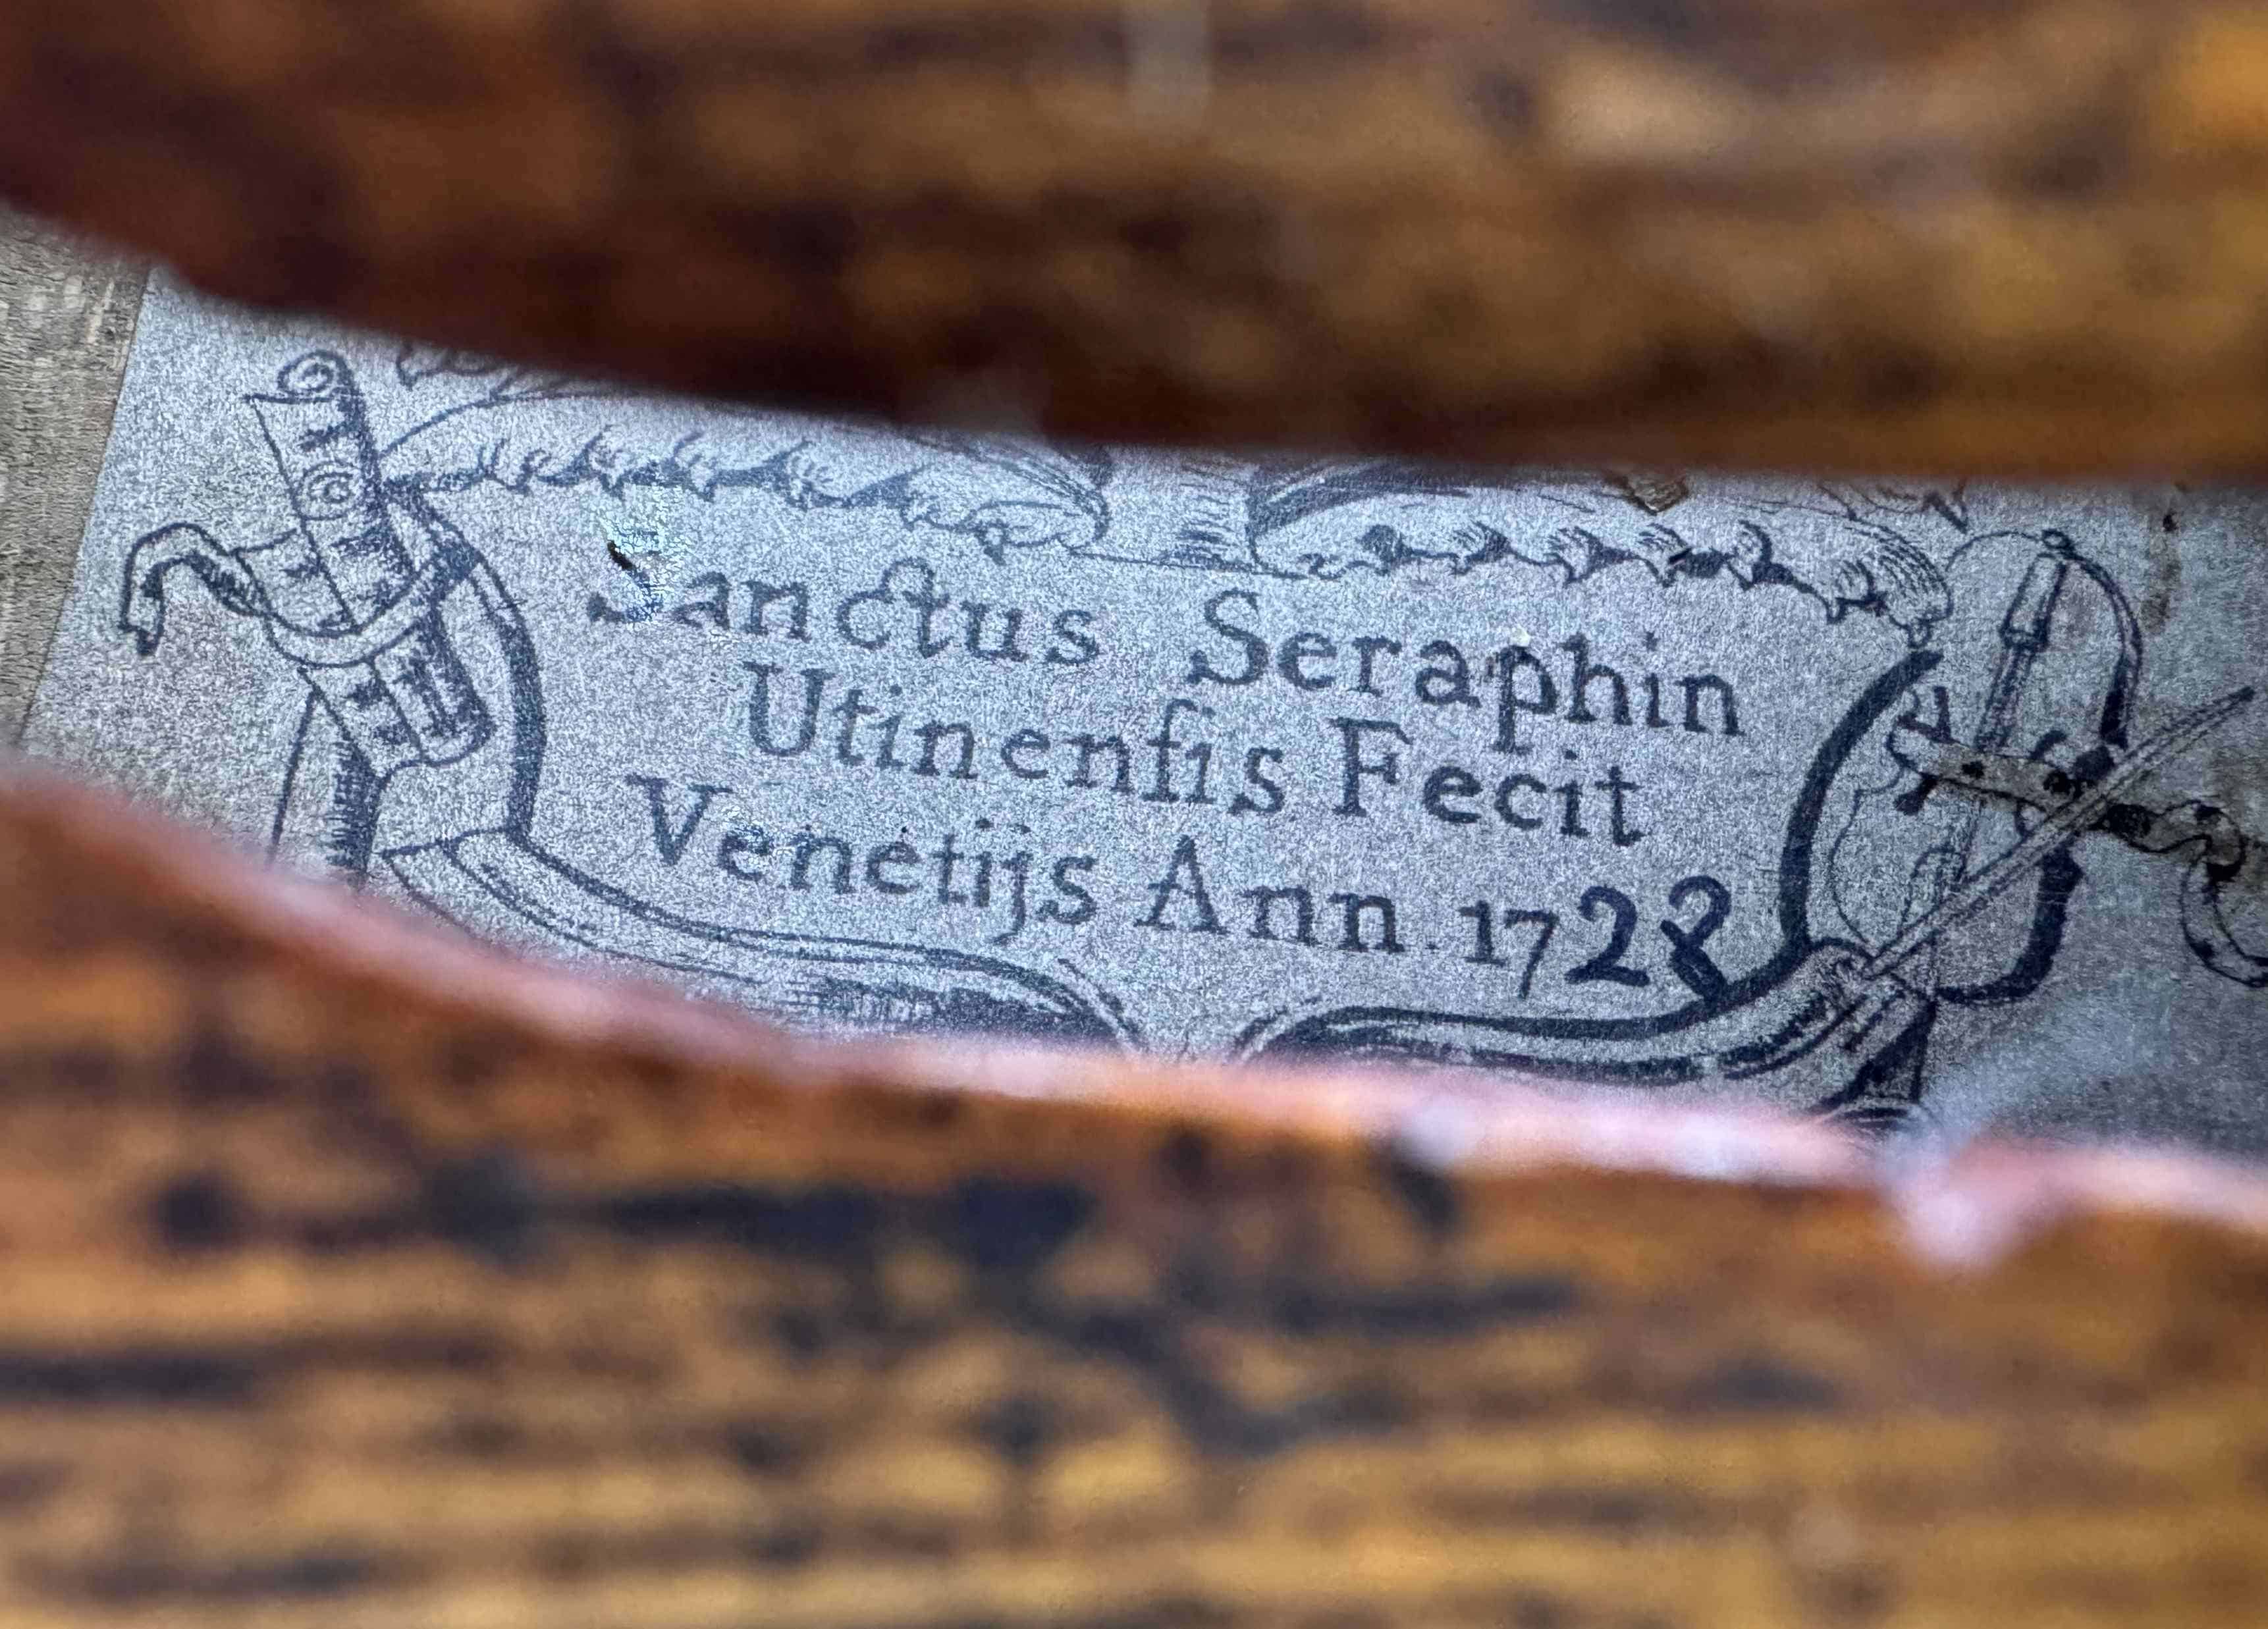 Sanctus Seraphin
Utinenſis Fecit
Venetijs Ann. 1728